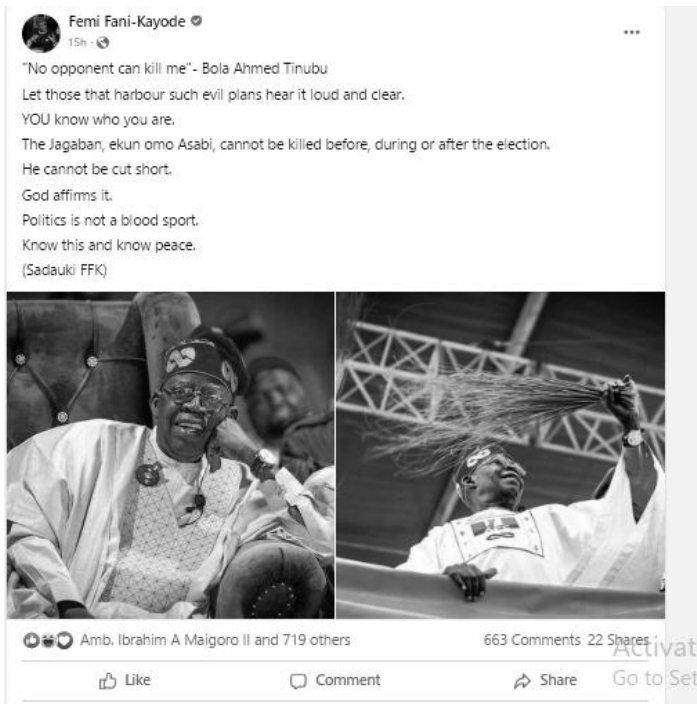 Femi Fani-Kayode
15h ·
"No opponent can kill me"- Bola Ahmed Tinubu
Let those that harbour such evil plans hear it loud and clear.
YOU know who you are.
The Jagaban, ekun omo Asabi, cannot be killed before, during or after the election.
He cannot be cut short.
God affirms it.
Politics is not a blood sport.
Know this and know peace.
(Sadauki FFK)
Amb. Ibrahim A Maigoro II and 719 others
663 Comments 22 Shares
Activat
Like
Comment
Share
Go to Set